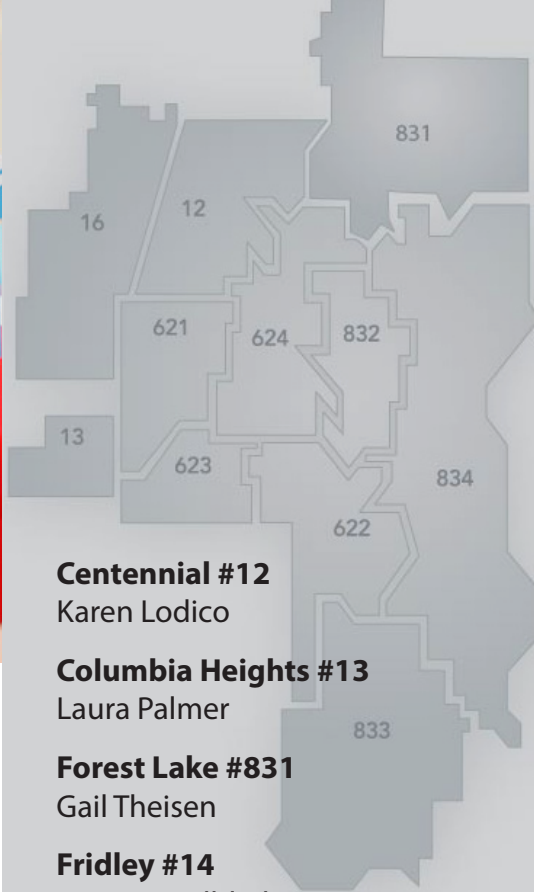 831
16
12
621
624
832
13
623
834
622
Centennial #12
Karen Lodico
Columbia Heights #13
Laura Palmer
833
Forest Lake #831
Gail Theisen
Fridley #14